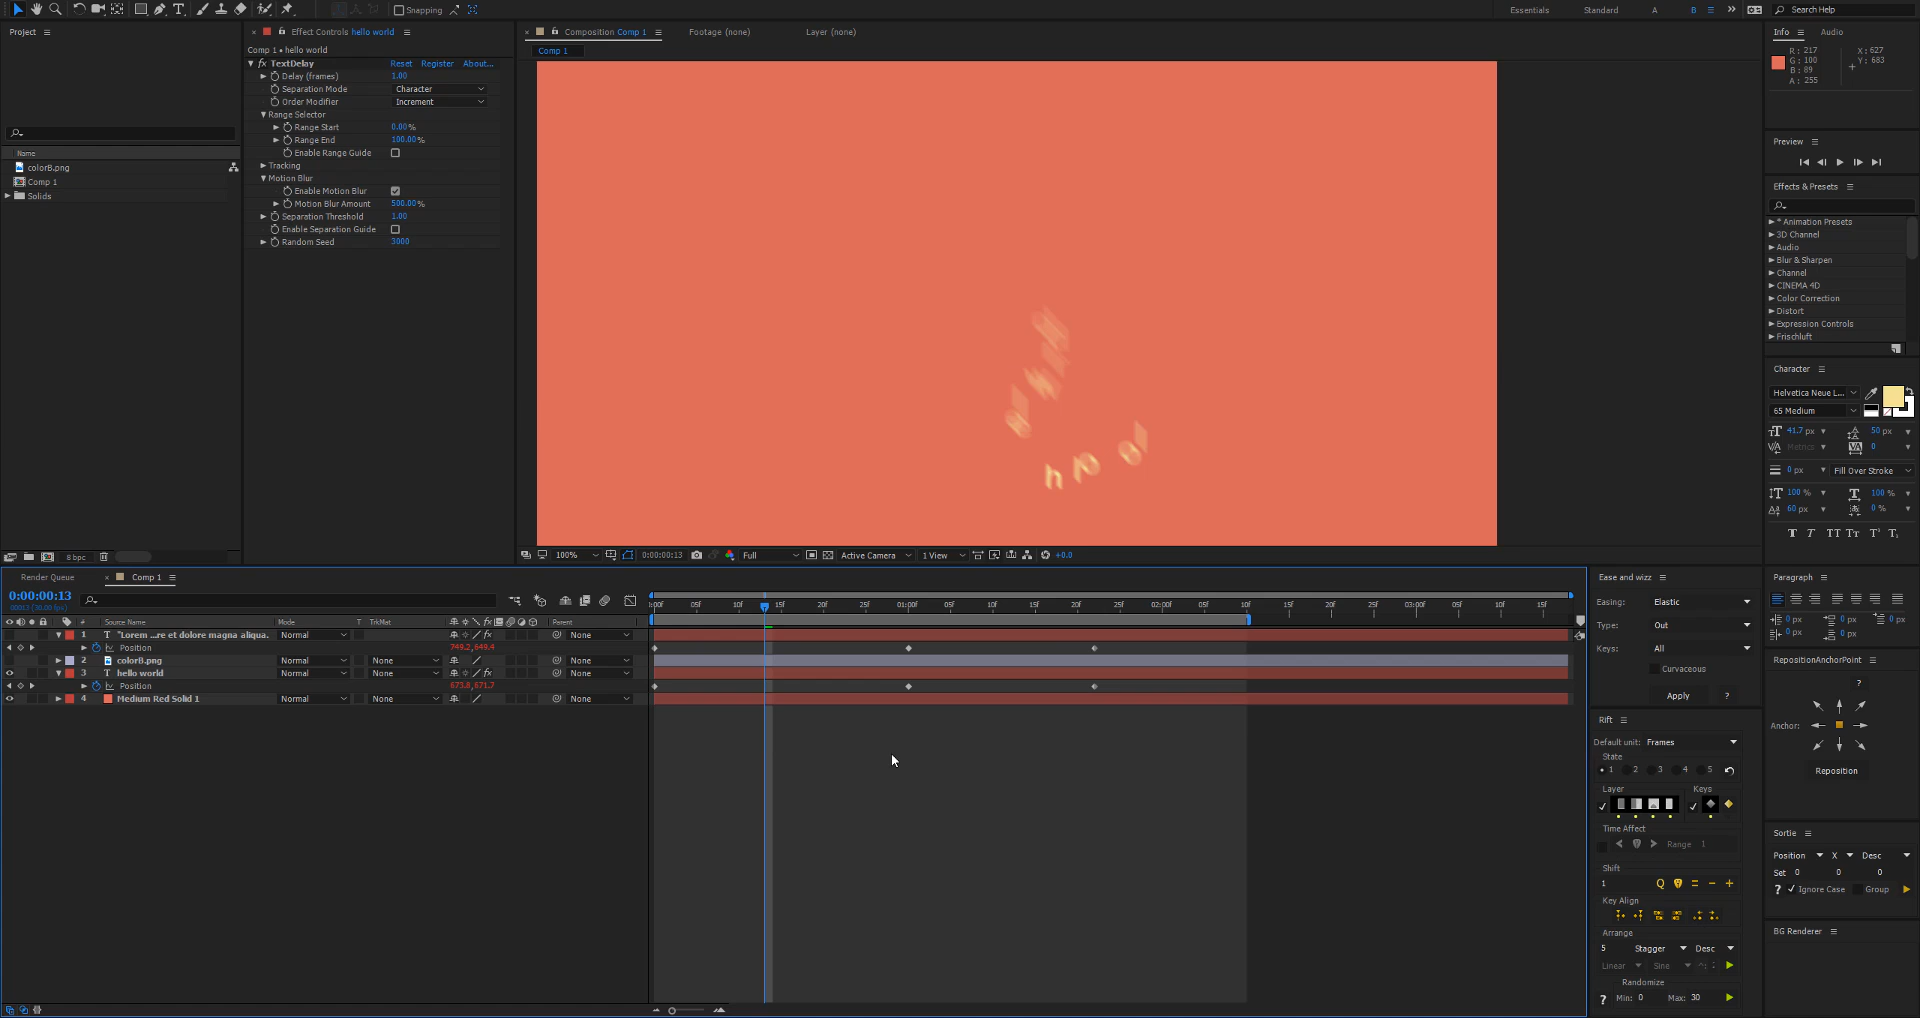 Snapping
Essentials
Standard
A
B
Search Help
Project
Effect Controls hello world
Composition Comp 1
Footage (none)
Layer (none)
Info
Audio
Comp 1 • hello world
Comp 1
R: 217
G: 100
B: 89
A: 255
X: 627
Y: 683
fx TextDelay
Reset
Register
About...
Delay (frames)
1.00
Separation Mode
Character
Order Modifier
Increment
Range Selector
Range Start
0.00%
Range End
100.00%
Enable Range Guide
Tracking
Motion Blur
Enable Motion Blur
Motion Blur Amount
500.00%
Separation Threshold
1.00
Enable Separation Guide
Random Seed
3000
Name
colorB.png
Comp 1
Solids
8 bpc
Preview
Effects & Presets
* Animation Presets
3D Channel
Audio
Blur & Sharpen
Channel
CINEMA 4D
Color Correction
Distort
Expression Controls
Frischluft
Character
Helvetica Neue L...
65 Medium
41.7 px
50 px
Metrics
0
0 px
Fill Over Stroke
100 %
100 %
60 px
0 %
100%
0:00:00:13
Full
Active Camera
1 View
+0.0
Render Queue
Comp 1
0:00:00:13
00013 (30.00 fps)
05f
10f
15f
20f
25f
01:00f
05f
10f
15f
20f
25f
02:00f
05f
10f
15f
20f
25f
03:00f
05f
10f
15f
#
Source Name
Mode
T
TrkMat
Parent
1
"Lorem ...re et dolore magna aliqua.
Normal
None
Position
749.2,649.4
2
colorB.png
Normal
None
None
3
hello world
Normal
None
None
Position
673.8,671.7
4
Medium Red Solid 1
Normal
None
None
Ease and wizz
Easing:
Elastic
Type:
Out
Keys:
All
Curvaceous
Apply
?
Rift
Default unit:
Frames
State
1
2
3
4
5
Layer
Keys
Time Affect
Range
1
Shift
1
Key Align
Arrange
5
Stagger
Desc
Linear
Sine
Randomize
?
Min: 0
Max: 30
Paragraph
0 px
0 px
0 px
0 px
0 px
RepositionAnchorPoint
?
Anchor:
Reposition
Sortie
Position
X
Desc
Set
0
0
0
?
Ignore Case
Group
BG Renderer